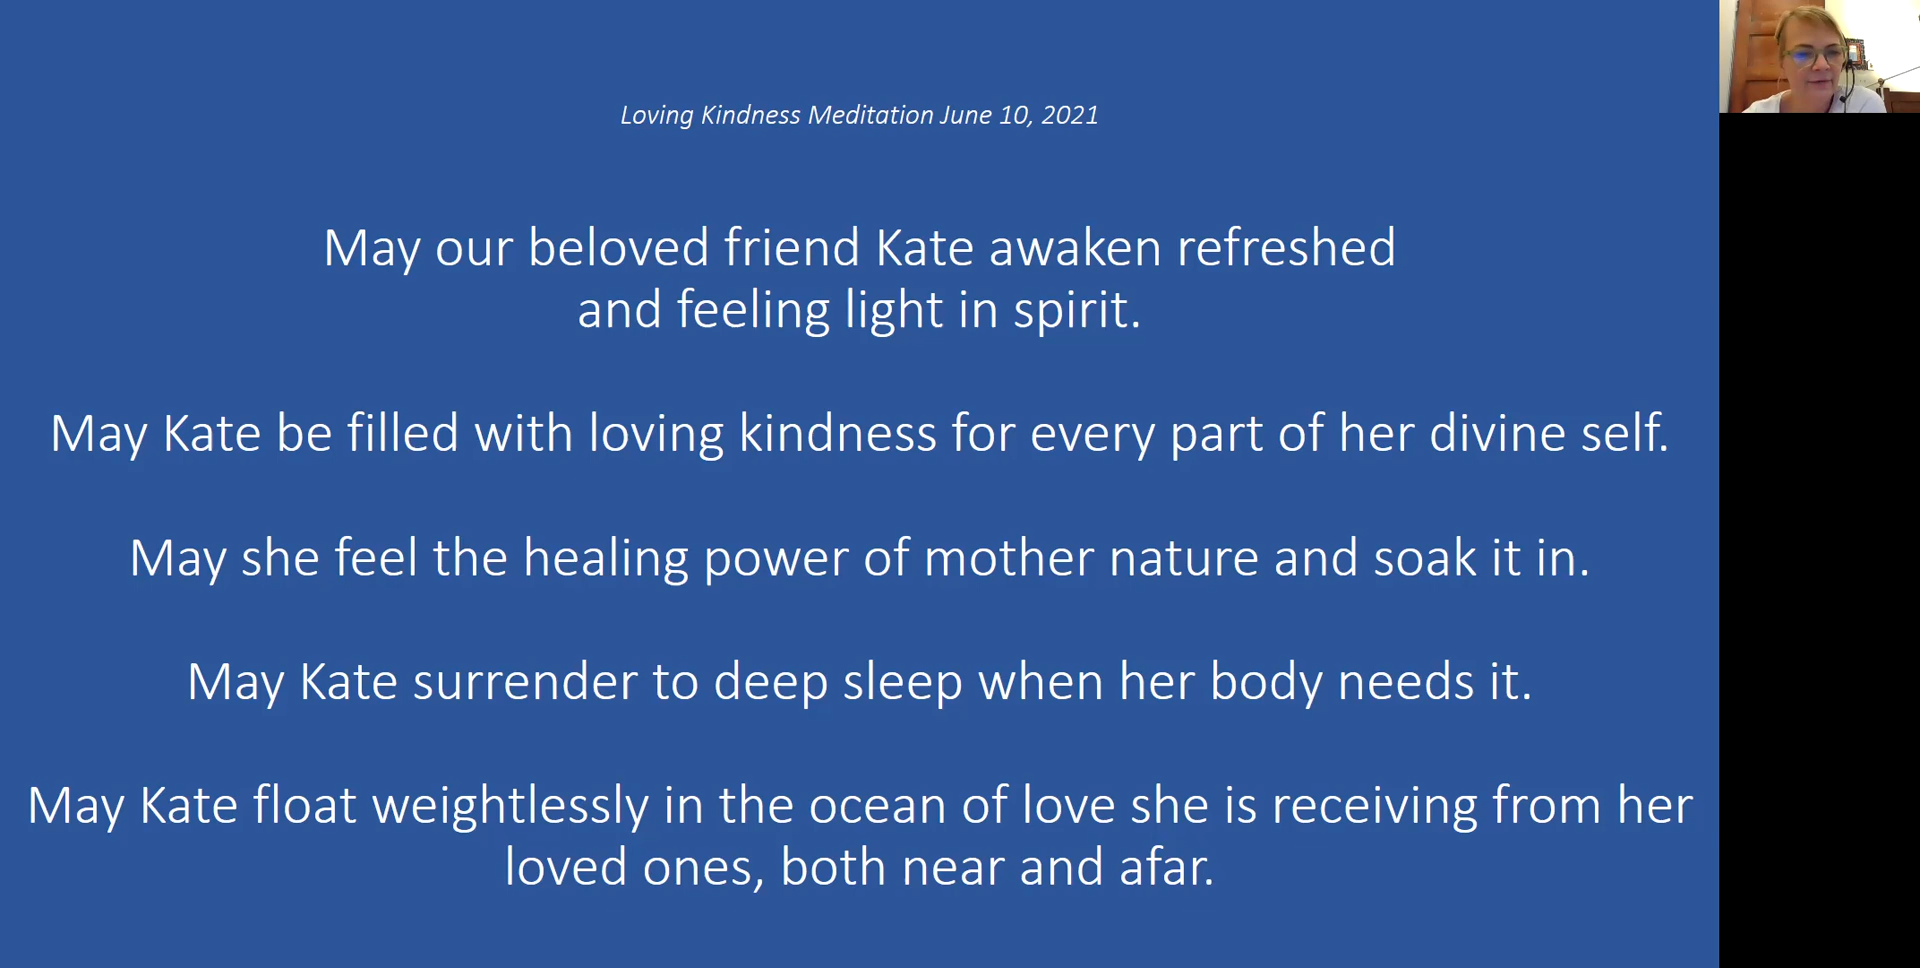 Loving Kindness Meditation June 10, 2021
May our beloved friend Kate awaken refreshed
and feeling light in spirit.
May Kate be filled with loving kindness for every part of her divine self.
May she feel the healing power of mother nature and soak it in.
May Kate surrender to deep sleep when her body needs it.
May Kate float weightlessly in the ocean of love she is receiving from her
loved ones, both near and afar.